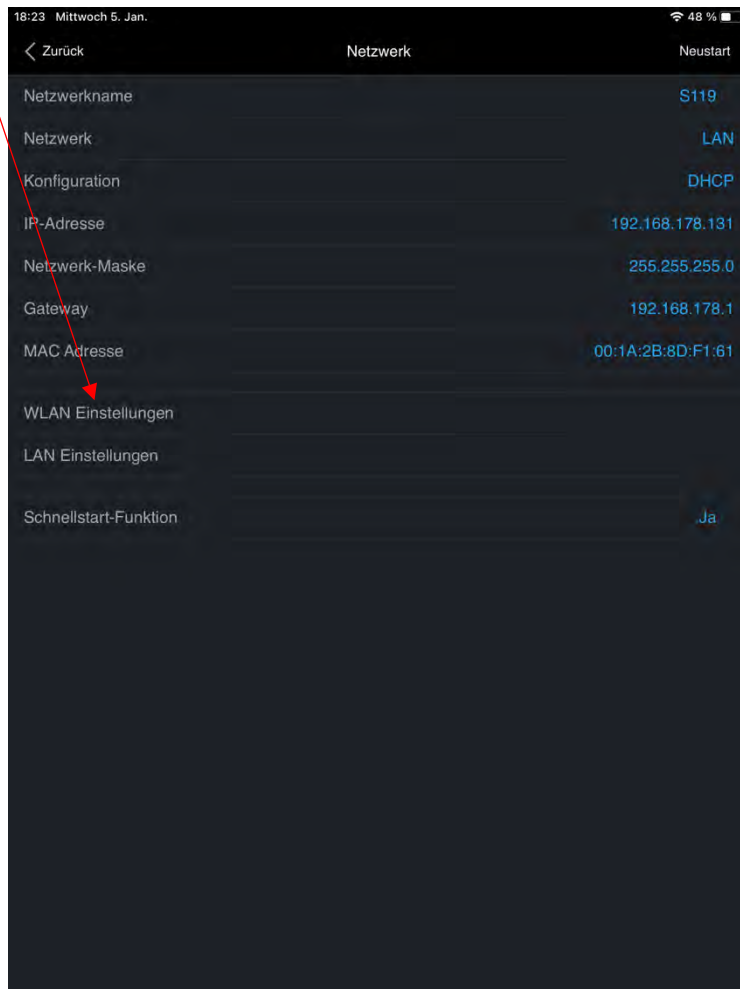 18:23 Mittwoch 5. Jan. 48 %
Zurück Netzwerk Neustart
Netzwerkname S119
Netzwerk LAN
Konfiguration DHCP
IP-Adresse 192.168.178.131
Netzwerk-Maske 255.255.255.0
Gateway 192.168.178.1
MAC Adresse 00:1A:2B:8D:F1:61
WLAN Einstellungen
LAN Einstellungen
Schnellstart-Funktion Ja